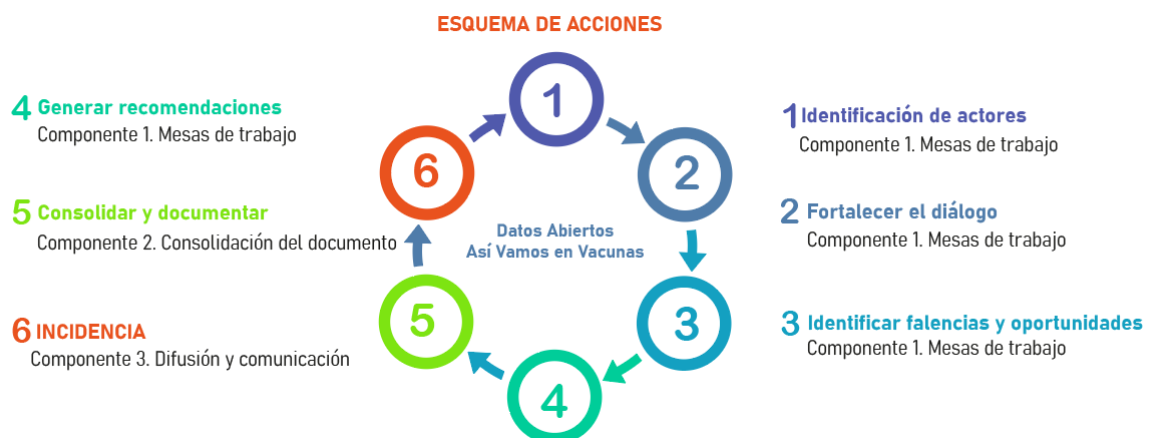 ESQUEMA DE ACCIONES
4 Generar recomendaciones
Componente 1. Mesas de trabajo
5 Consolidar y documentar
Componente 2. Consolidación del documento
6 INCIDENCIA
Componente 3. Difusión y comunicación
1
2
3
4
5
6
Datos Abiertos
Así Vamos en Vacunas
1 Identificación de actores
Componente 1. Mesas de trabajo
2 Fortalecer el diálogo
Componente 1. Mesas de trabajo
3 Identificar falencias y oportunidades
Componente 1. Mesas de trabajo